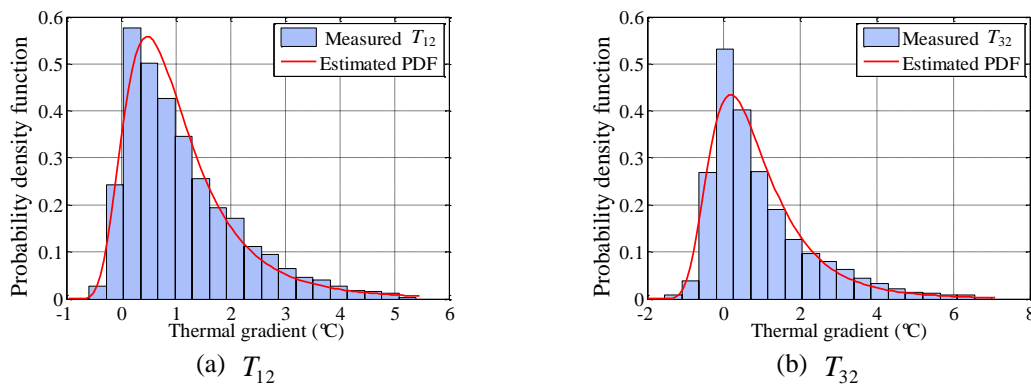 Probability density function
0.6
0.5
0.4
0.3
0.2
0.1
0
-1 0 1 2 3 4 5 6
Thermal gradient (℃)
Measured T12
Estimated PDF
(a) T12
Probability density function
0.6
0.5
0.4
0.3
0.2
0.1
0
-2 0 2 4 6 8
Thermal gradient (℃)
Measured T32
Estimated PDF
(b) T32